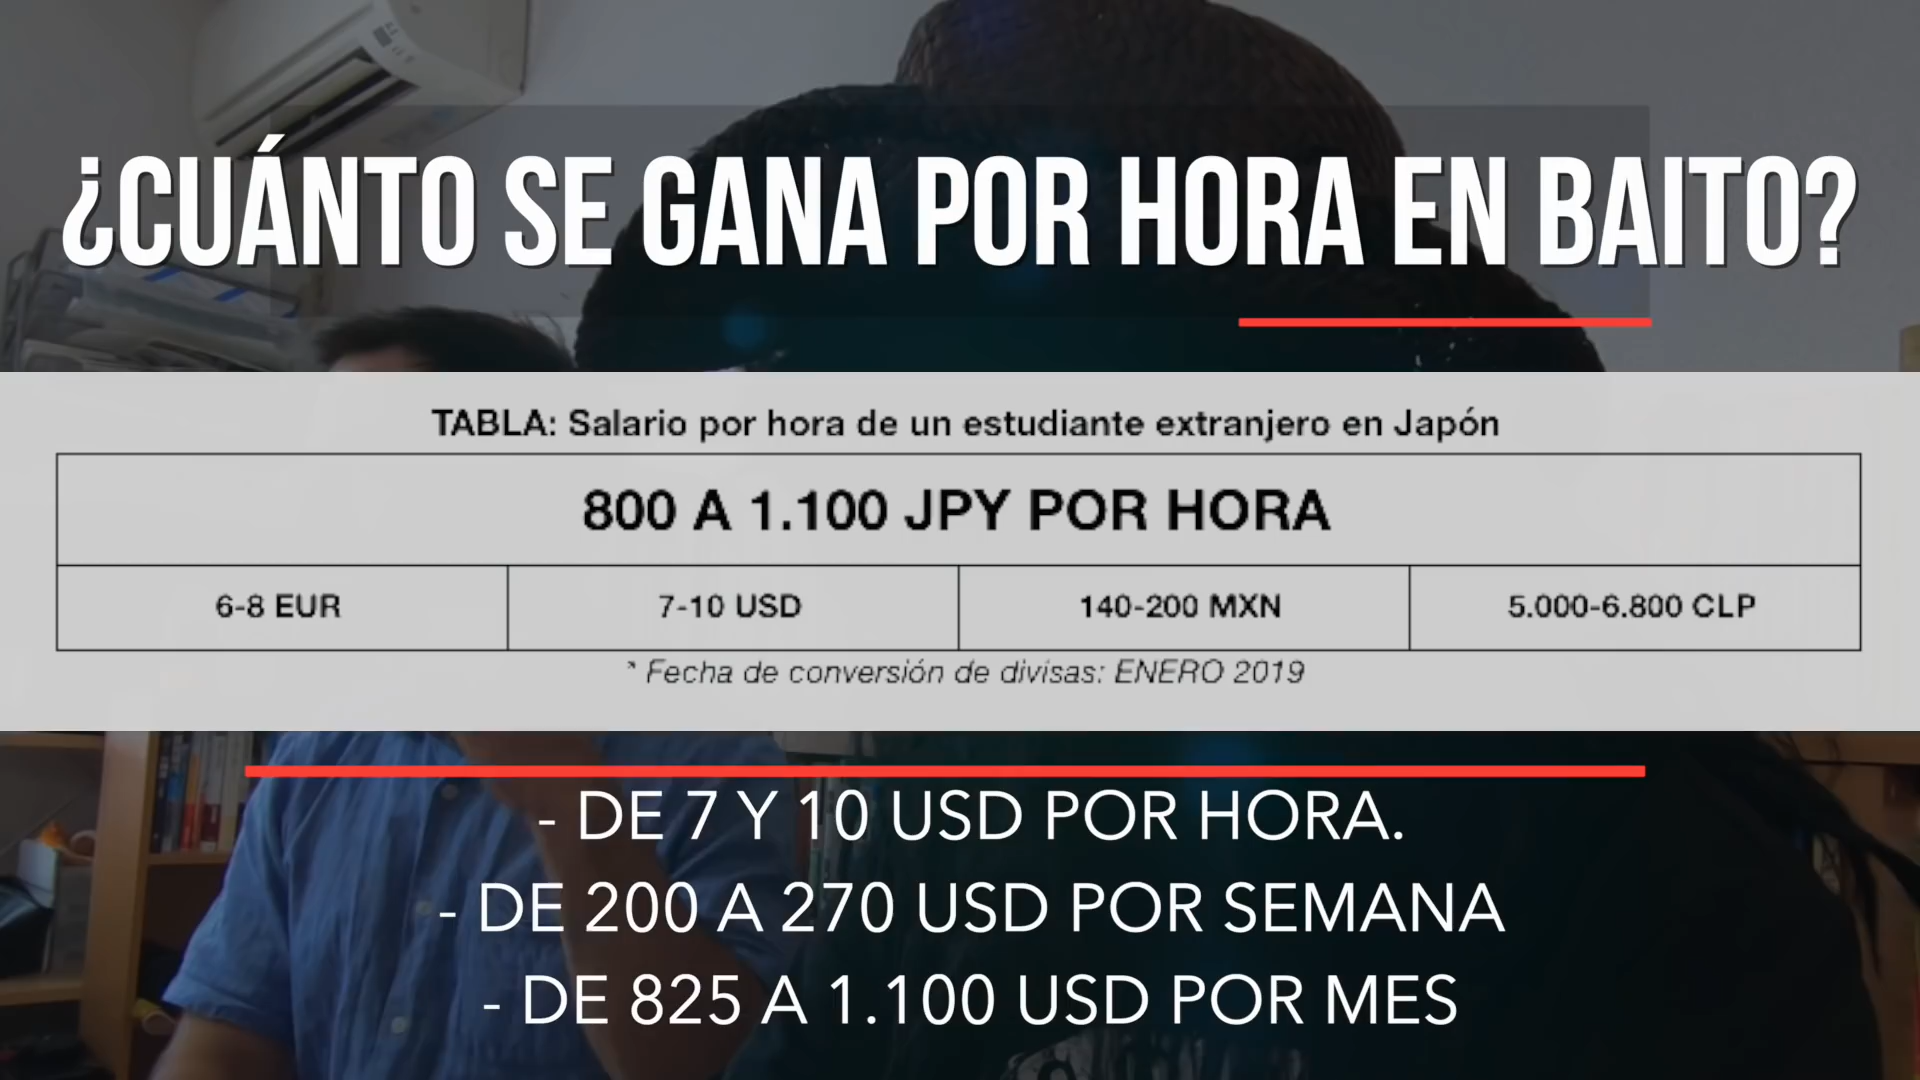 ¿CUÁNTO SE GANA POR HORA EN BAITO?
TABLA: Salario por hora de un estudiante extranjero en Japón
800 A 1.100 JPY POR HORA
6-8 EUR 7-10 USD 140-200 MXN 5.000-6.800 CLP
* Fecha de conversión de divisas: ENERO 2019
- DE 7 Y 10 USD POR HORA.
- DE 200 A 270 USD POR SEMANA
- DE 825 A 1.100 USD POR MES